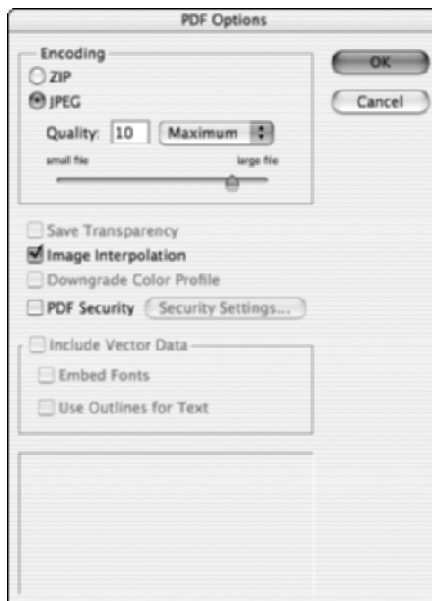 PDF Options
Encoding
ZIP
JPEG
Quality: 10 Maximum
small file large file
Save Transparency
Image Interpolation
Downgrade Color Profile
PDF Security Security Settings...
Include Vector Data
Embed Fonts
Use Outlines for Text
OK
Cancel